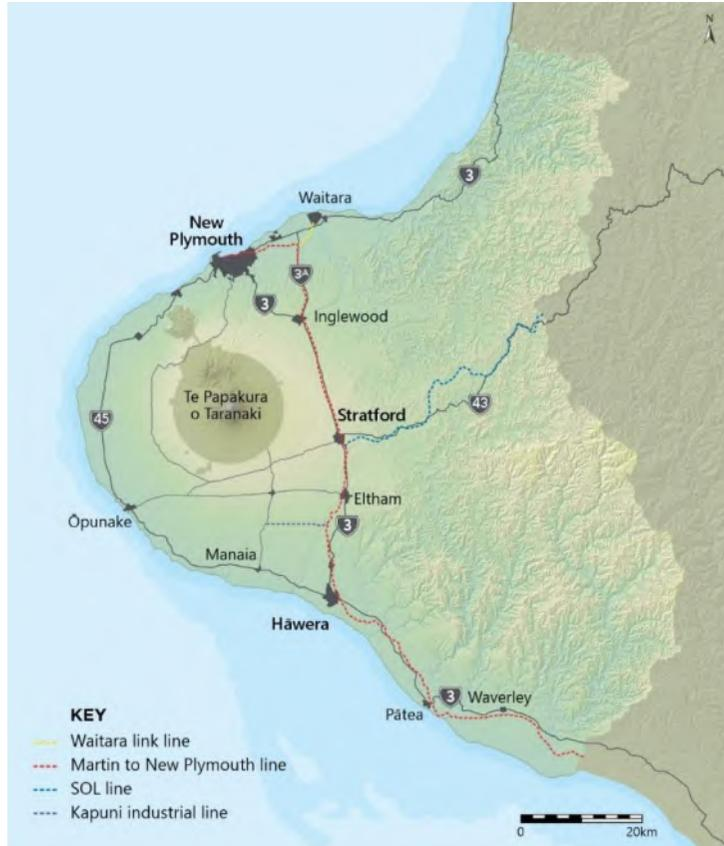 N
3
Waitara
New
Plymouth
3A
3
Inglewood
Te Papakura
o Taranaki
Stratford
43
45
Eltham
Ōpunake
3
Manaia
Hāwera
3
Waverley
Pātea
KEY
Waitara link line
Martin to New Plymouth line
SOL line
Kapuni industrial line
0
20km